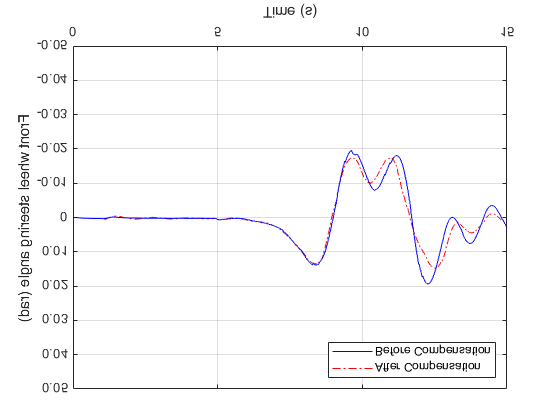 0.05
0.04
0.03
0.02
0.01
0
-0.01
-0.02
-0.03
-0.04
-0.05
Front wheel steering angle (rad)
After Compensation
Before Compensation
0 5 10 15
Time (s)